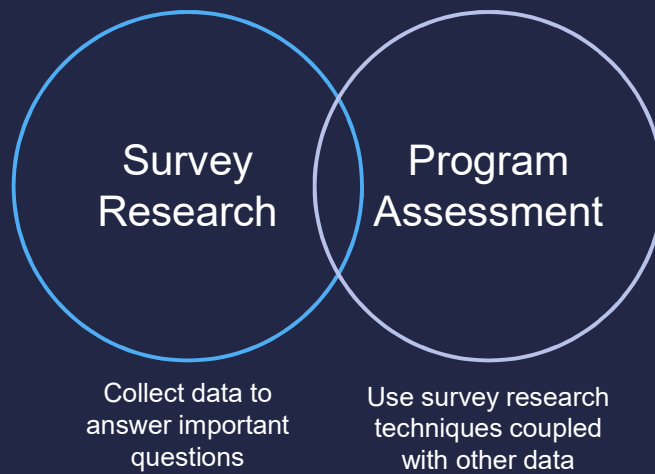 Survey
Research
Program
Assessment
Collect data to
answer important
questions
Use survey research
techniques coupled
with other data